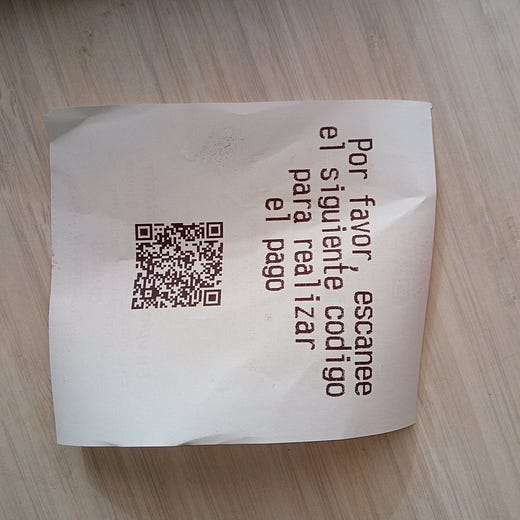 Por favor, escanee
el siguiente codigo
para realizar
el pago